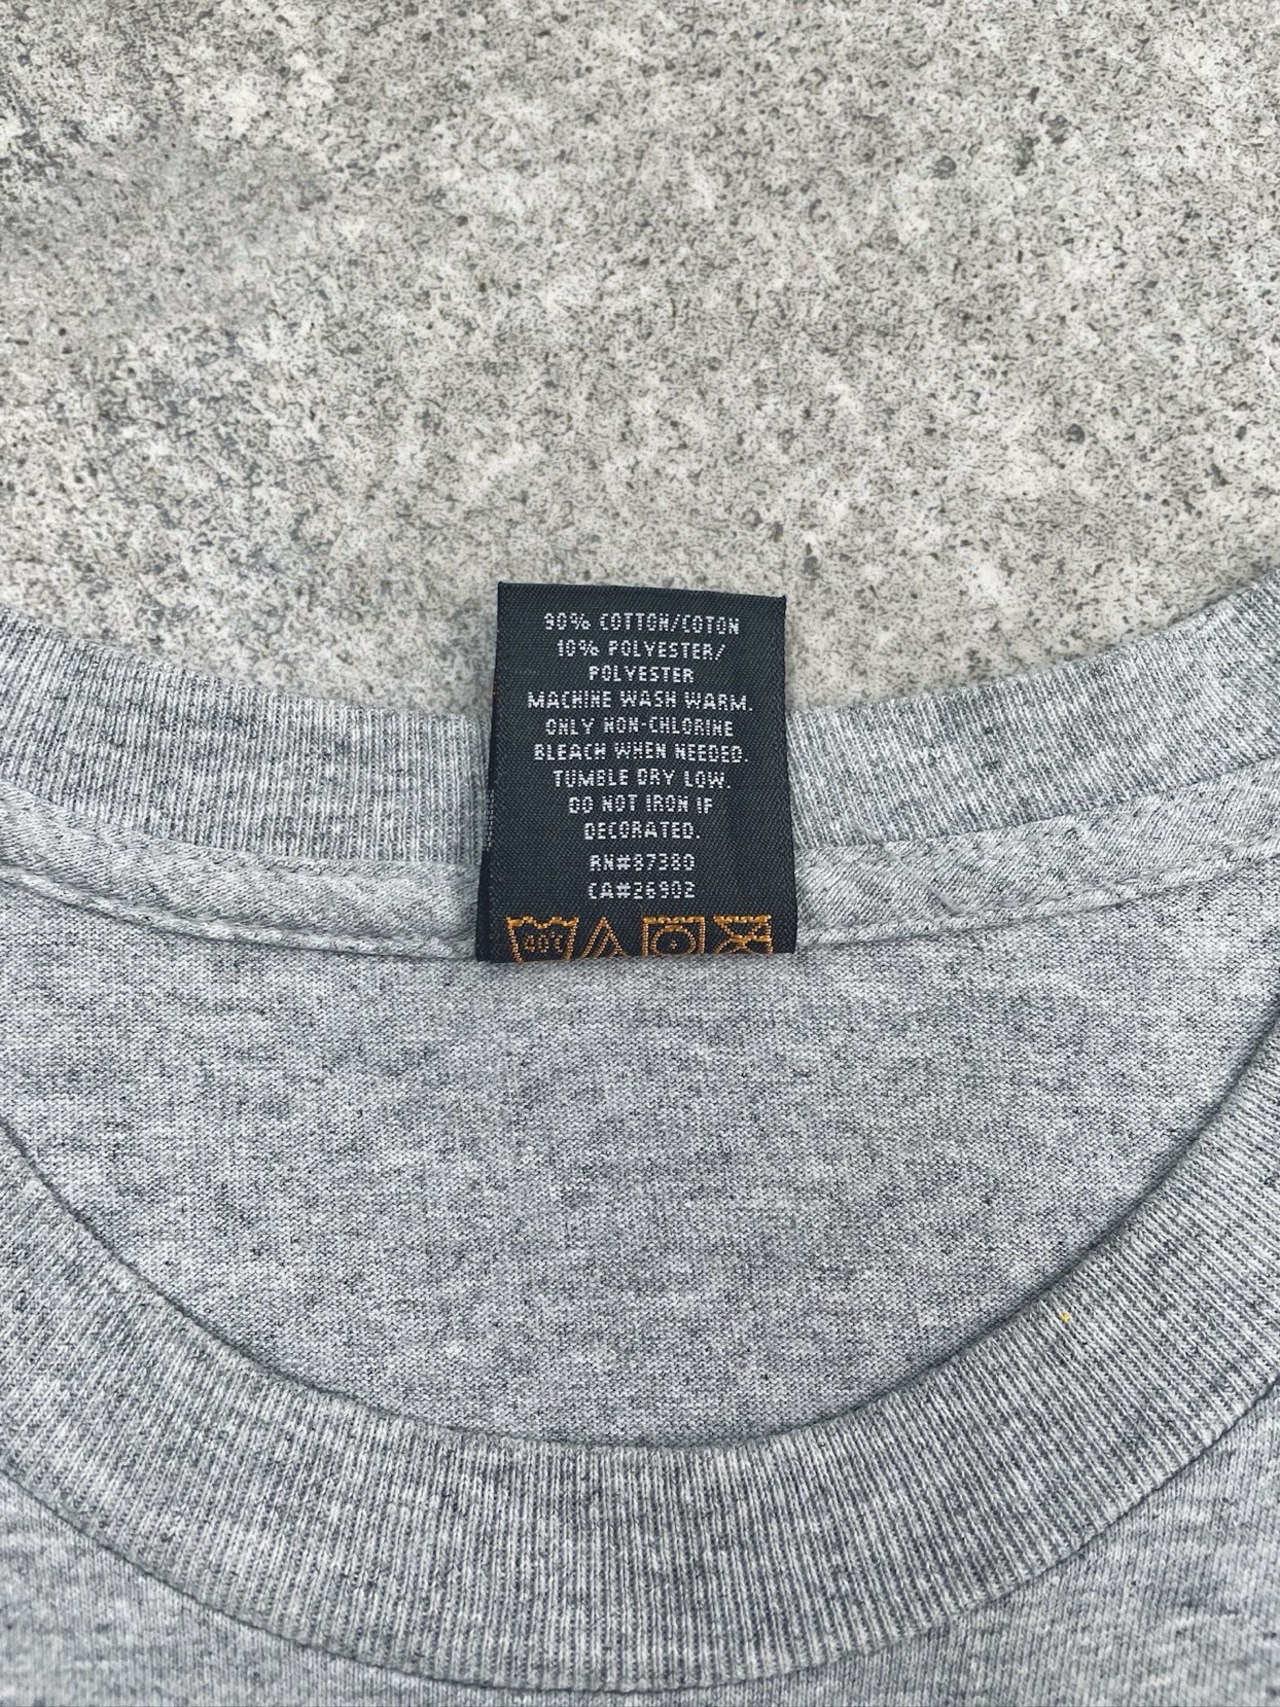 90% COTTON/COTON
10% POLYESTER/
POLYESTER
MACHINE WASH WARM.
ONLY NON-CHLORINE
BLEACH WHEN NEEDED.
TUMBLE DRY LOW.
DO NOT IRON IF
DECORATED.
RN#87380
CA#26902
40°C